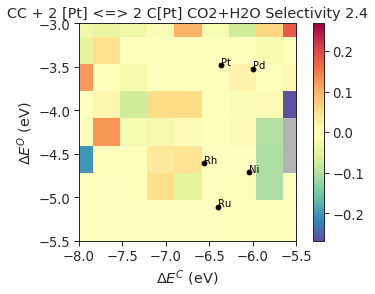 CC + 2 [Pt] <=> 2 C[Pt] CO2+H2O Selectivity 2.4
−3.0
−3.5
−4.0
−4.5
−5.0
−5.5
ΔE^O (eV)
Pt
Pd
Rh
Ni
Ru
−8.0 −7.5 −7.0 −6.5 −6.0 −5.5
ΔE^C (eV)
0.2
0.1
0.0
−0.1
−0.2